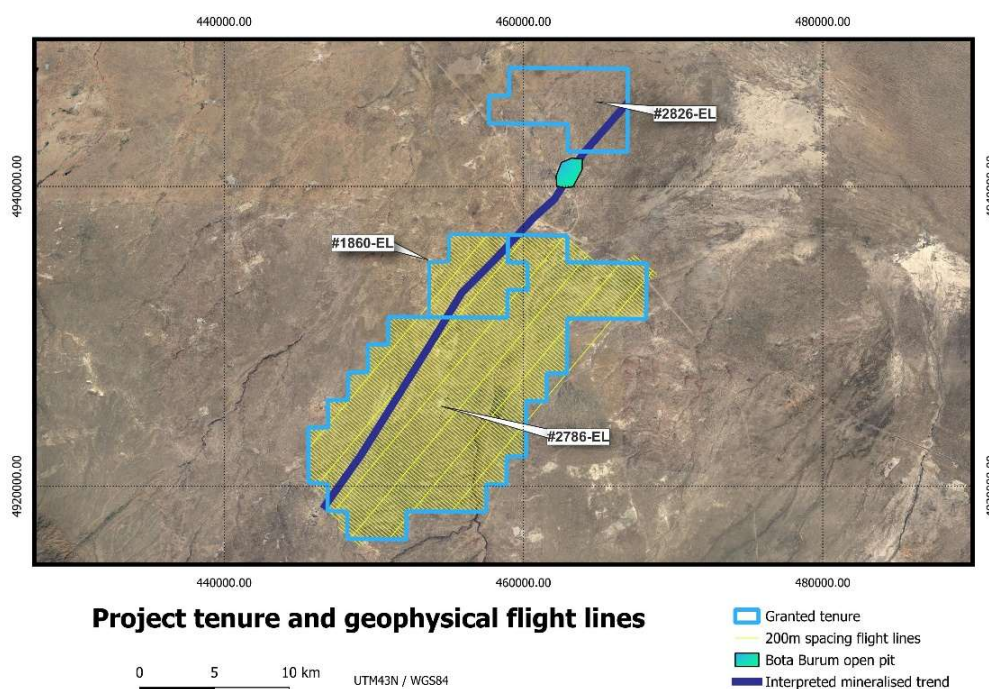 440000.00 460000.00 480000.00
#2826-EL
4940000.00
#1860-EL
#2786-EL
4920000.00
440000.00 460000.00 480000.00
Project tenure and geophysical flight lines
Granted tenure
200m spacing flight lines
Bota Burum open pit
Interpreted mineralised trend
0 5 10 km
UTM43N / WGS84